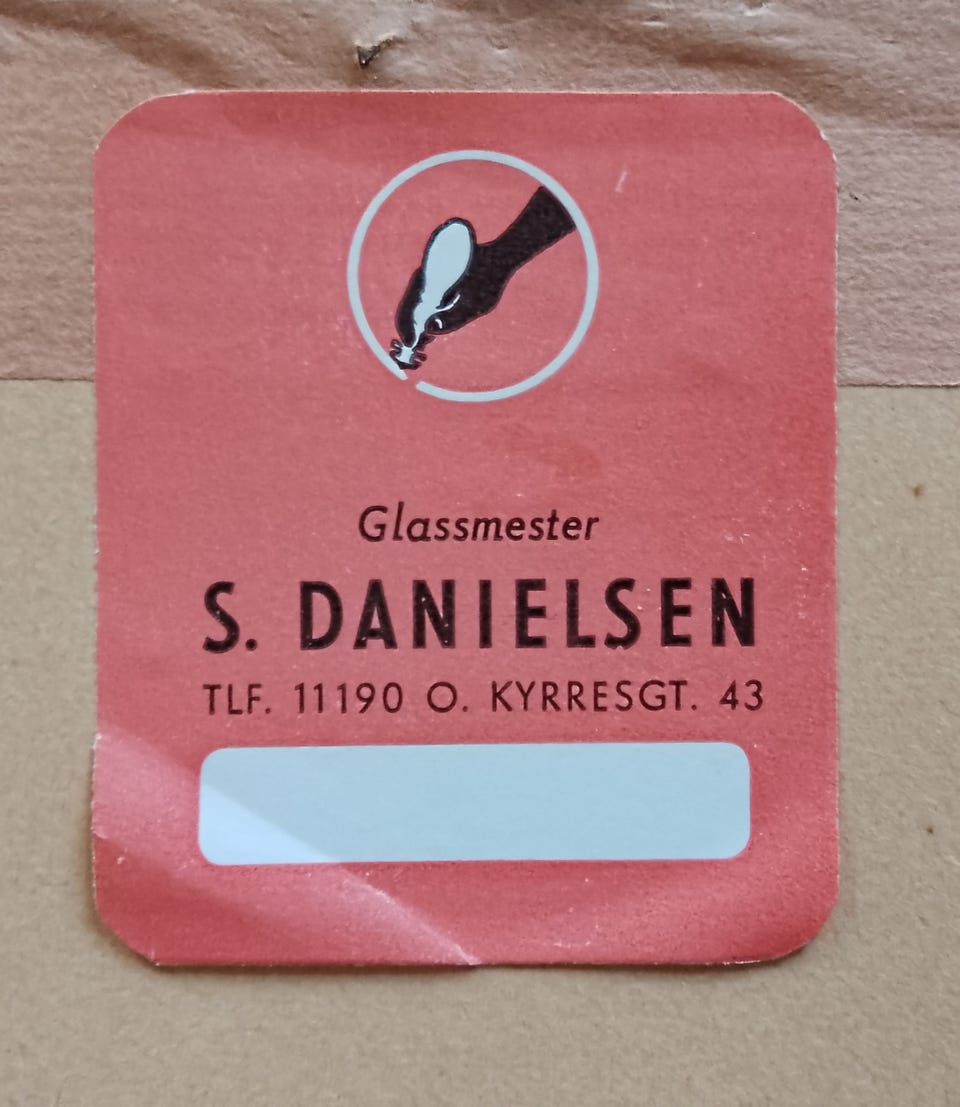 Glassmester
S. DANIELSEN
TLF. 11190 O. KYRRESGT. 43